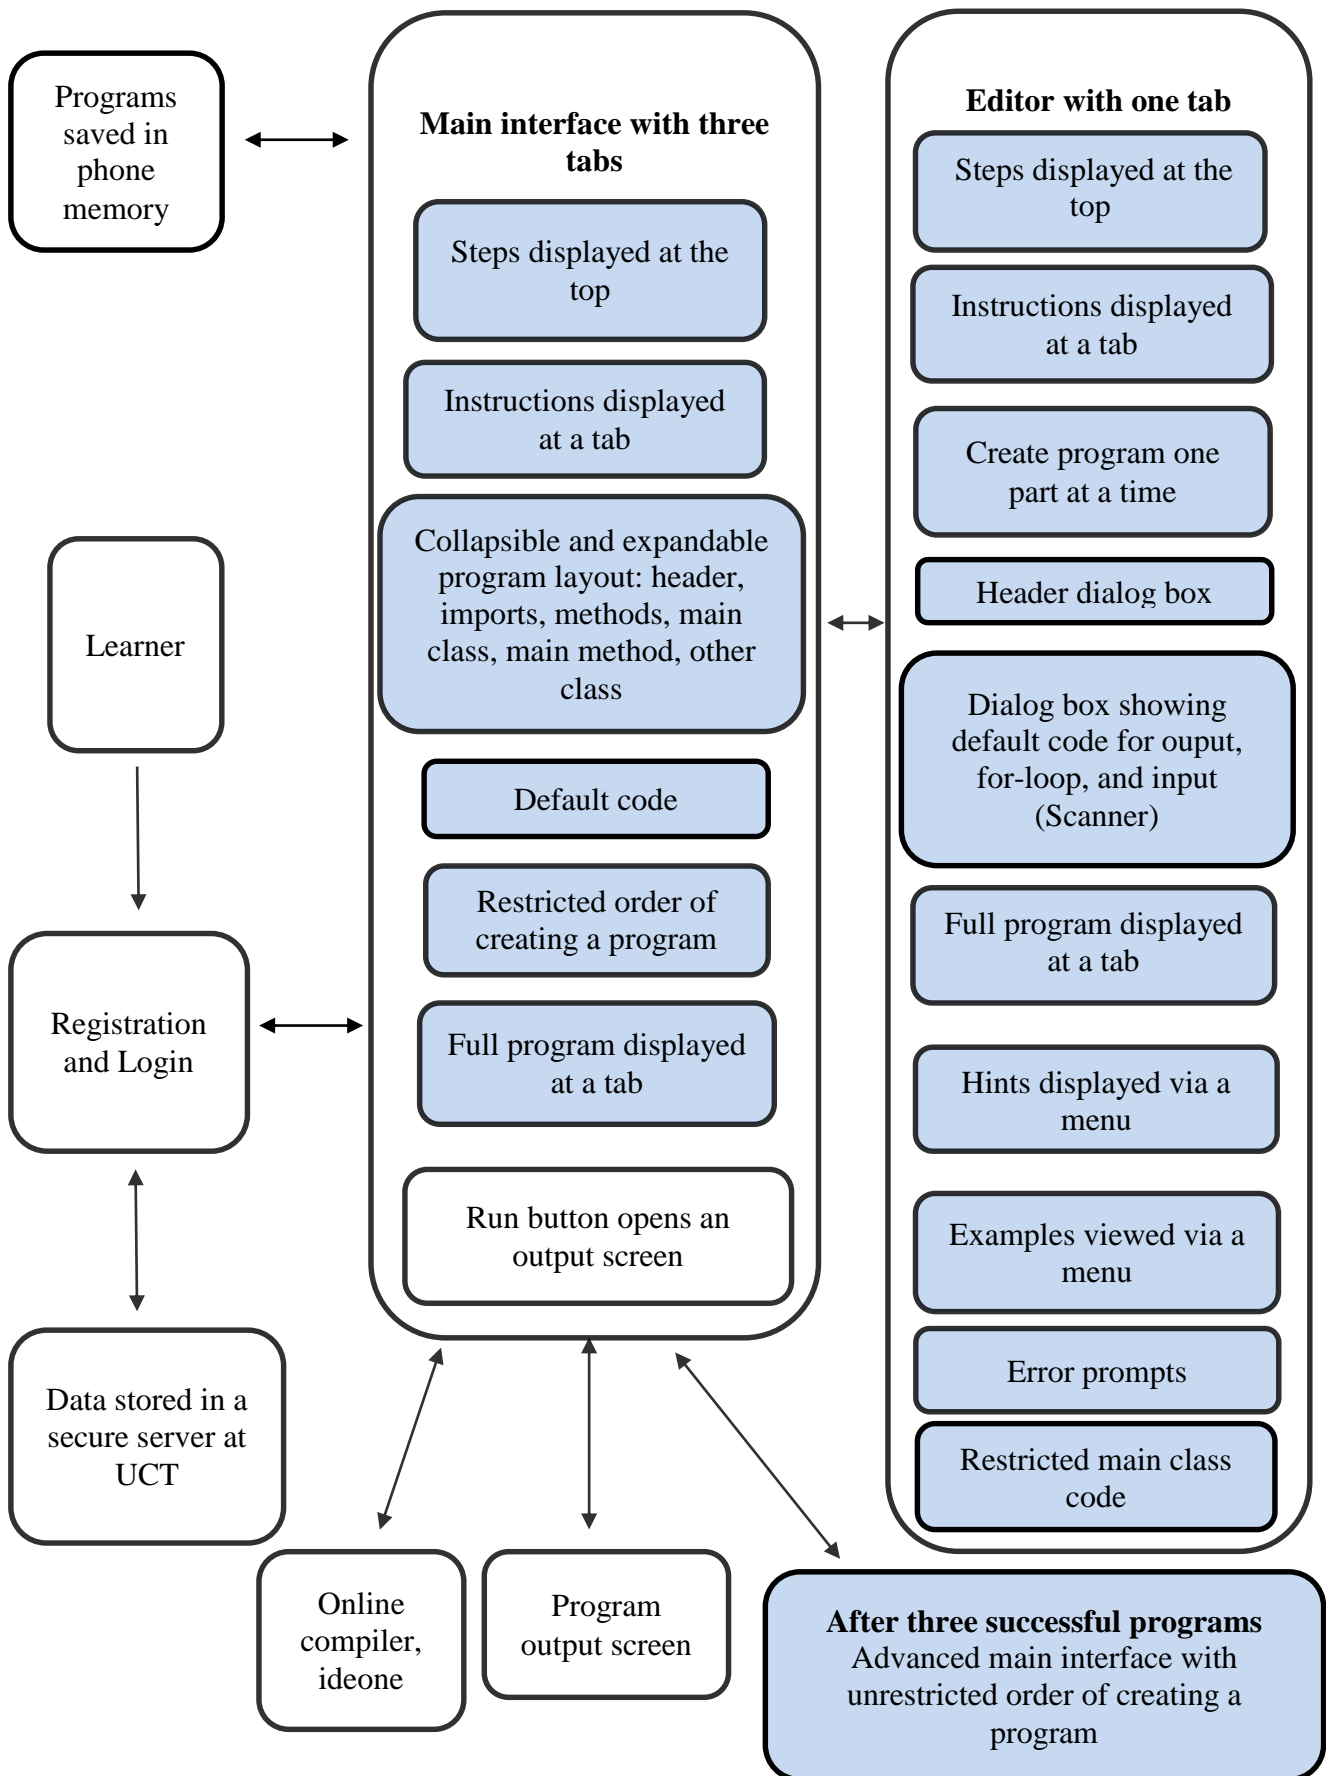 Programs
saved in
phone
memory
Learner
Registration
and Login
Data stored in a
secure server at
UCT
Main interface with three
tabs
Steps displayed at the
top
Instructions displayed
at a tab
Collapsible and expandable
program layout: header,
imports, methods, main
class, main method, other
class
Default code
Restricted order of
creating a program
Full program displayed
at a tab
Run button opens an
output screen
Editor with one tab
Steps displayed at the
top
Instructions displayed
at a tab
Create program one
part at a time
Header dialog box
Dialog box showing
default code for ouput,
for-loop, and input
(Scanner)
Full program displayed
at a tab
Hints displayed via a
menu
Examples viewed via a
menu
Error prompts
Restricted main class
code
Online
compiler,
ideone
Program
output screen
After three successful programs
Advanced main interface with
unrestricted order of creating a
program